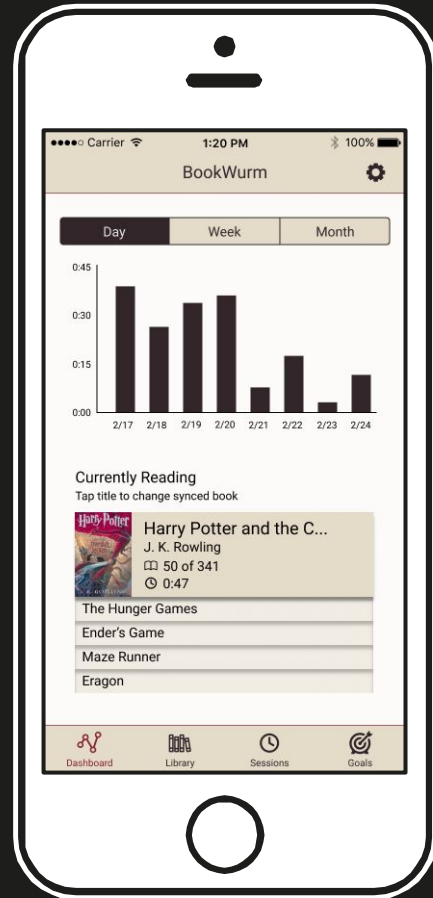 Carrier 1:20 PM 100%
BookWurm
Day Week Month
0:45
0:30
0:15
0:00
2/17 2/18 2/19 2/20 2/21 2/22 2/23 2/24
Currently Reading
Tap title to change synced book
Harry Potter
Harry Potter and the C...
J. K. Rowling
50 of 341
0:47
The Hunger Games
Ender's Game
Maze Runner
Eragon
Dashboard Library Sessions Goals